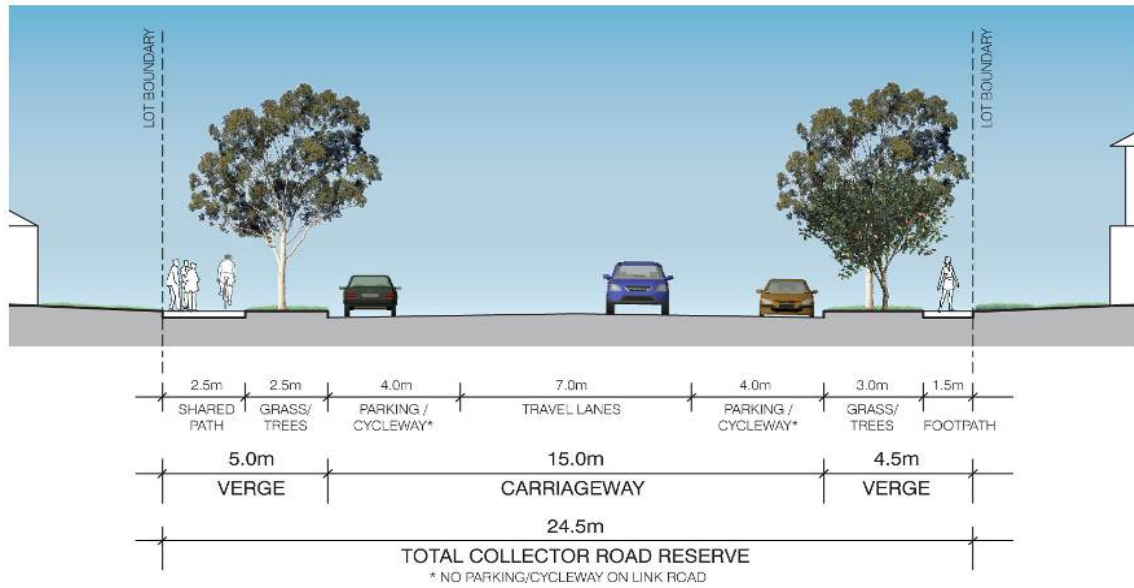 LOT BOUNDARY
LOT BOUNDARY
2.5m 2.5m 4.0m 7.0m 4.0m 3.0m 1.5m
SHARED GRASS/ PARKING / TRAVEL LANES PARKING / GRASS/ FOOTPATH
PATH TREES CYCLEWAY* CYCLEWAY* TREES
5.0m 15.0m 4.5m
VERGE CARRIAGEWAY VERGE
24.5m
TOTAL COLLECTOR ROAD RESERVE
* NO PARKING/CYCLEWAY ON LINK ROAD